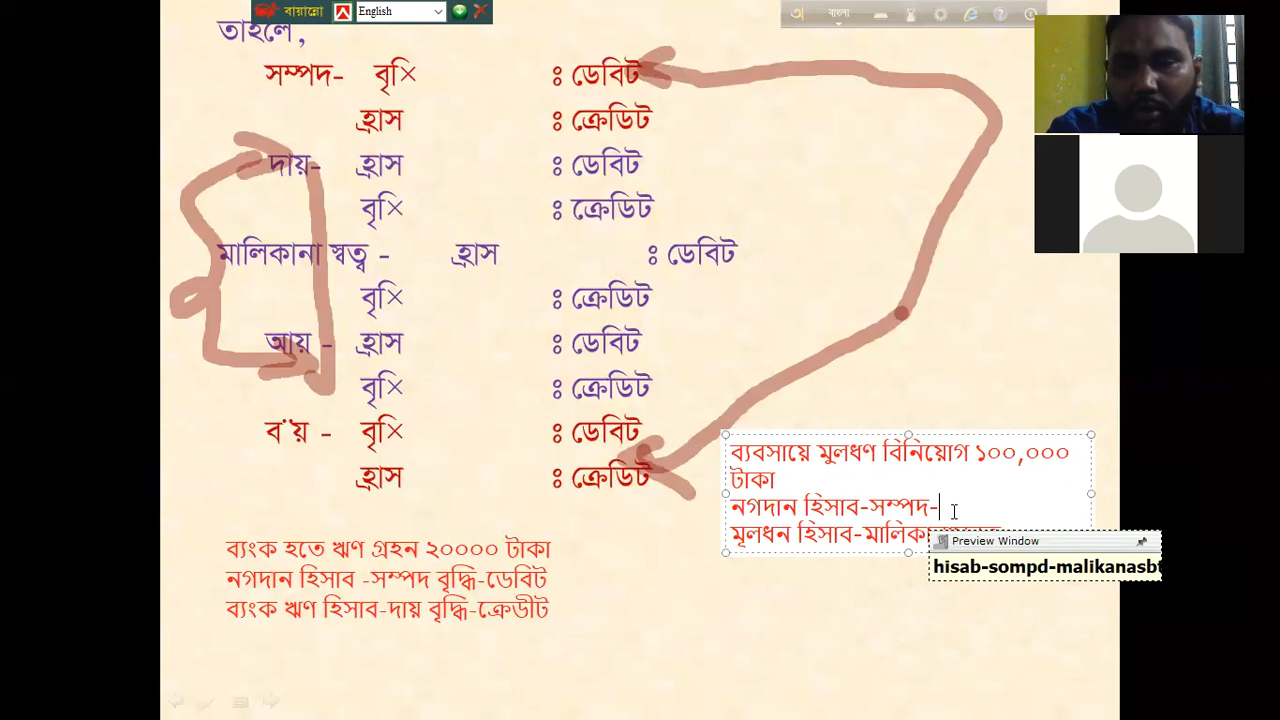 বায়ান্নো English বাংলা
তাহলে,
সম্পদ- বৃ× ঃ ডেবিট
হ্রাস ঃ ক্রেডিট
দায়- হ্রাস ঃ ডেবিট
বৃ× ঃ ক্রেডিট
মালিকানা স্বত্ব - হ্রাস ঃ ডেবিট
বৃ× ঃ ক্রেডিট
আয় - হ্রাস ঃ ডেবিট
বৃ× ঃ ক্রেডিট
ব্যয় - বৃ× ঃ ডেবিট
হ্রাস ঃ ক্রেডিট
ব্যবসায়ে মুলধণ বিনিয়োগ ১০০,০০০
টাকা
নগদান হিসাব-সম্পদ-
মূলধন হিসাব-
Preview Window
hisab-sompd-malikanasbt
ব্যংক হতে ঋণ গ্রহন ২০০০০ টাকা
নগদান হিসাব -সম্পদ বৃদ্ধি-ডেবিট
ব্যংক ঋণ হিসাব-দায় বৃদ্ধি-ক্রেডীট